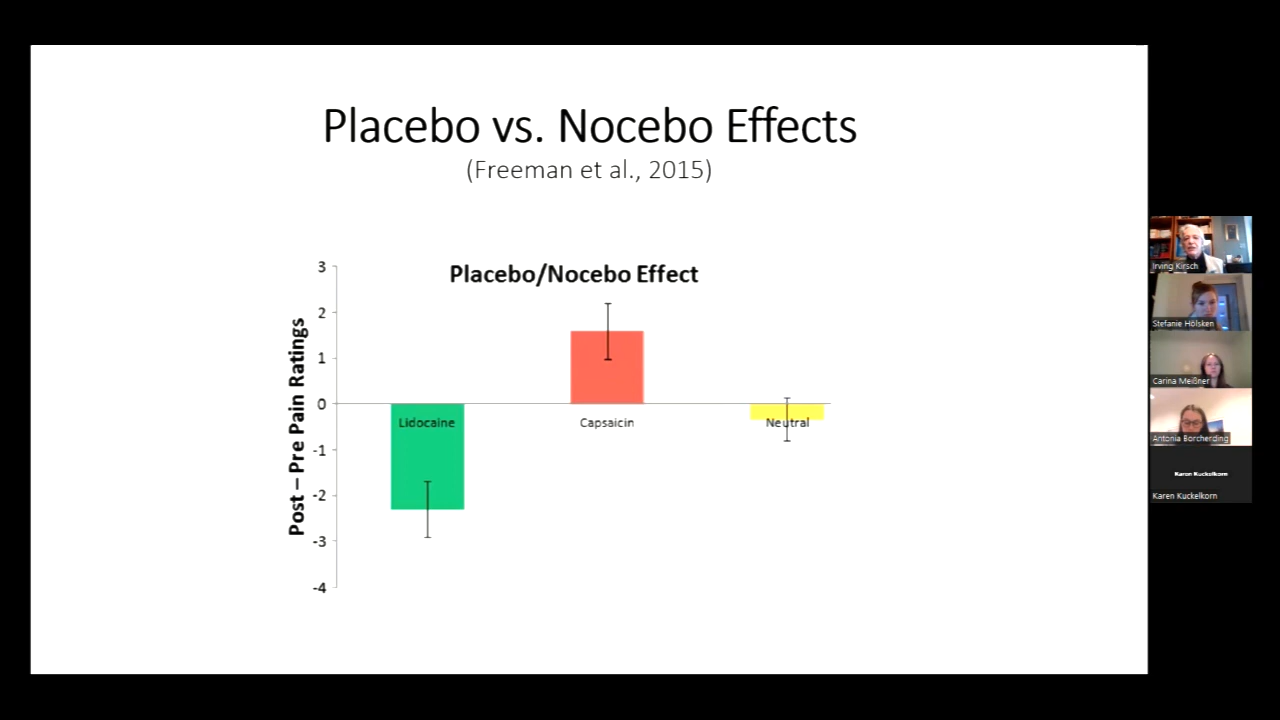 Placebo vs. Nocebo Effects
(Freeman et al., 2015)
Placebo/Nocebo Effect
Post – Pre Pain Ratings
3
2
1
0
-1
-2
-3
-4
Lidocaine
Capsaicin
Neutral
Irving Kirsch
Stefanie Hölsken
Carina Meißner
Antonia Borcherding
Karen Kuckelkorn
Karen Kuckelkorn